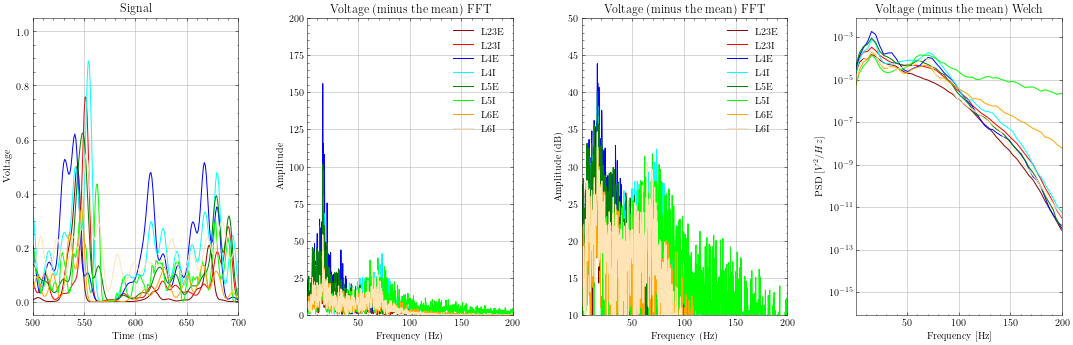 Signal
Voltage
1.0
0.8
0.6
0.4
0.2
0.0
500
550
600
650
700
Time (ms)
Voltage (minus the mean) FFT
Amplitude
200
175
150
125
100
75
50
25
0
0
50
100
150
200
Frequency (Hz)
L23E
L23I
L4E
L4I
L5E
L5I
L6E
L6I
Voltage (minus the mean) FFT
Amplitude (dB)
50
45
40
35
30
25
20
15
10
50
100
150
200
Frequency (Hz)
L23E
L23I
L4E
L4I
L5E
L5I
L6E
L6I
Voltage (minus the mean) Welch
PSD [V²/Hz]
10⁻³
10⁻⁵
10⁻⁷
10⁻⁹
10⁻¹¹
10⁻¹³
10⁻¹⁵
50
100
150
200
Frequency [Hz]